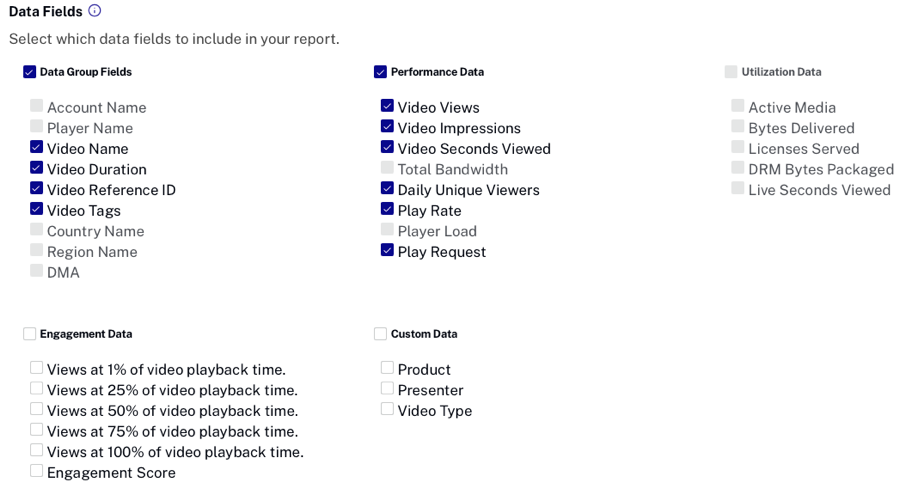 Data Fields
Select which data fields to include in your report.
Data Group Fields
Account Name
Player Name
Video Name
Video Duration
Video Reference ID
Video Tags
Country Name
Region Name
DMA
Performance Data
Video Views
Video Impressions
Video Seconds Viewed
Total Bandwidth
Daily Unique Viewers
Play Rate
Player Load
Play Request
Utilization Data
Active Media
Bytes Delivered
Licenses Served
DRM Bytes Packaged
Live Seconds Viewed
Engagement Data
Views at 1% of video playback time.
Views at 25% of video playback time.
Views at 50% of video playback time.
Views at 75% of video playback time.
Views at 100% of video playback time.
Engagement Score
Custom Data
Product
Presenter
Video Type